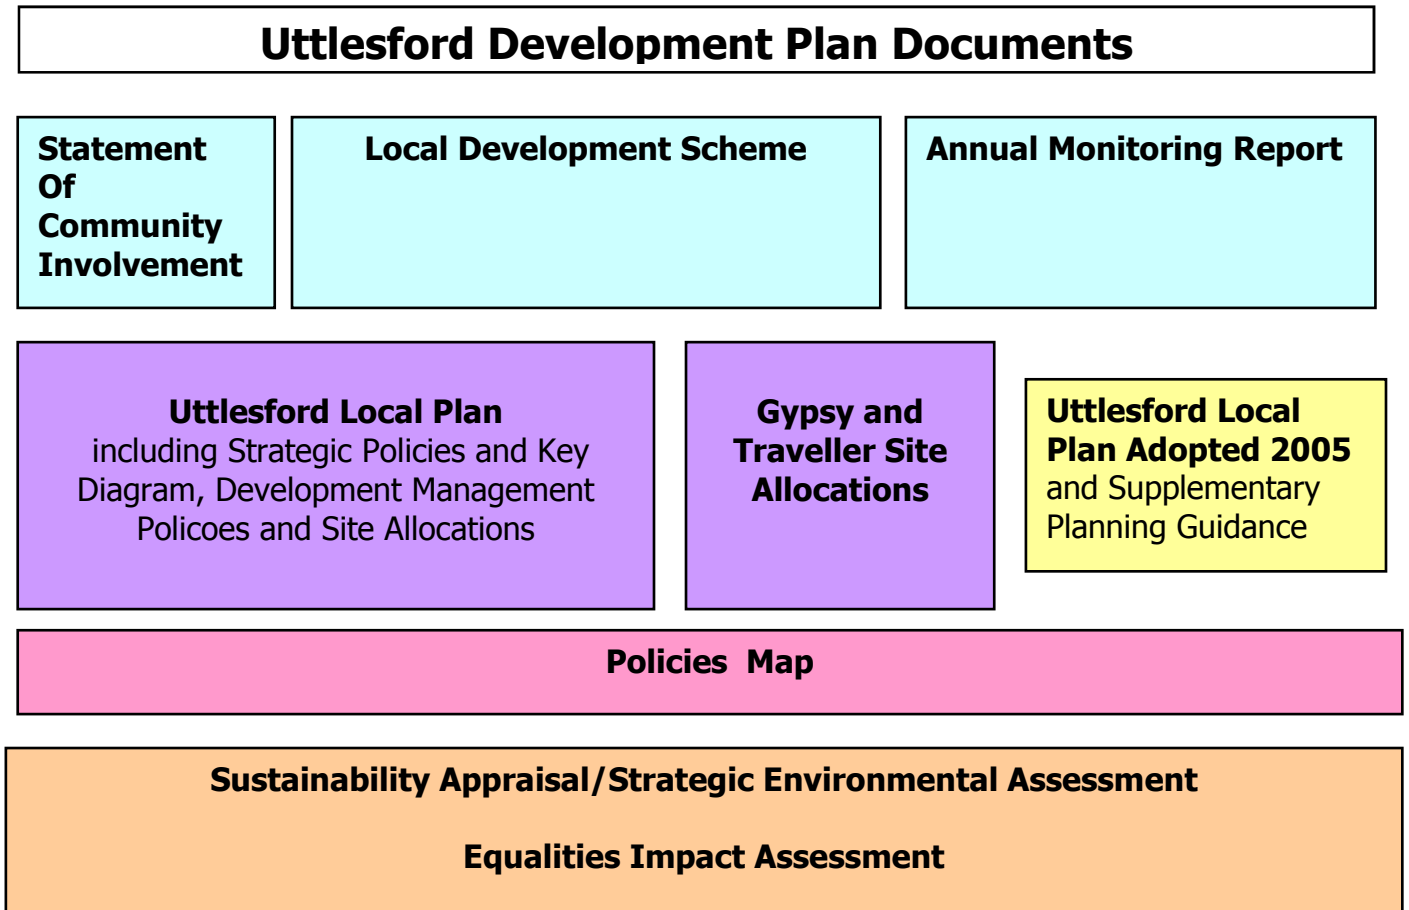 Uttlesford Development Plan Documents
Statement
Of
Community
Involvement
Local Development Scheme
Annual Monitoring Report
Uttlesford Local Plan
including Strategic Policies and Key
Diagram, Development Management
Policoes and Site Allocations
Gypsy and
Traveller Site
Allocations
Uttlesford Local
Plan Adopted 2005
and Supplementary
Planning Guidance
Policies  Map
Sustainability Appraisal/Strategic Environmental Assessment
Equalities Impact Assessment